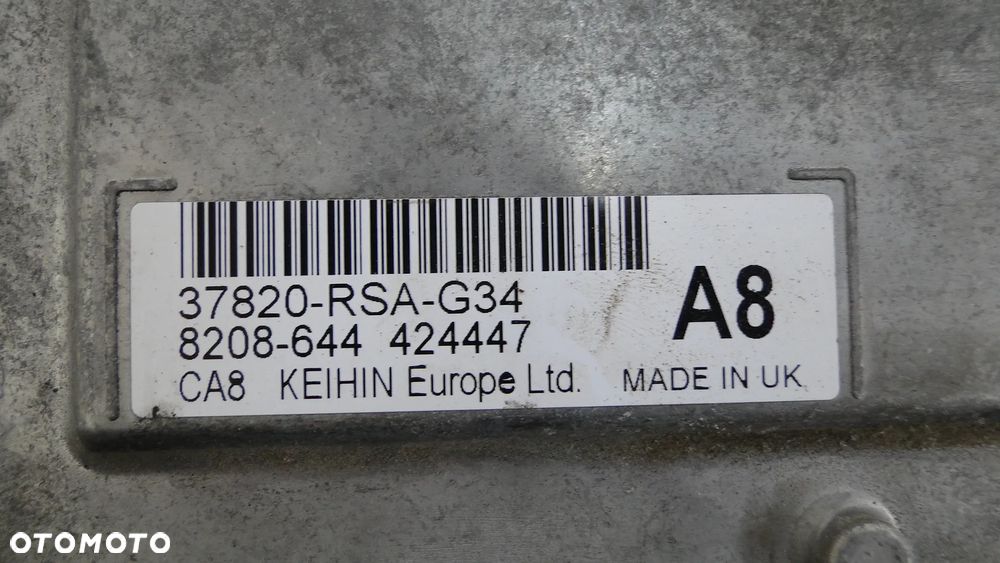 37820-RSA-G34
8208-644 424447
A8
CA8 KEIHIN Europe Ltd. MADE IN UK
OTOMOTO